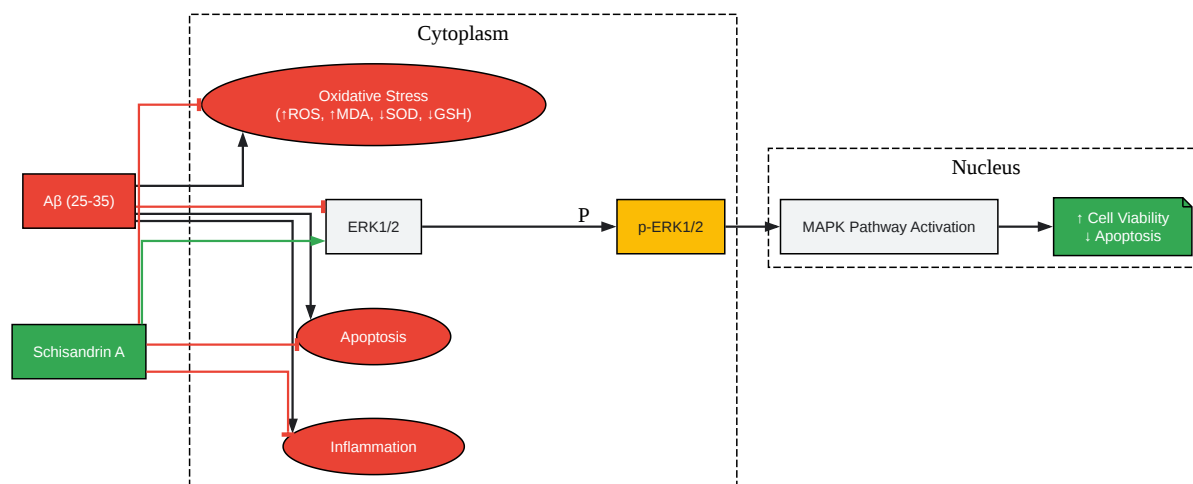 Cytoplasm
Oxidative Stress
(↑ROS, ↑MDA, ↓SOD, ↓GSH)
Nucleus
Aβ (25-35)
ERK1/2
P
p-ERK1/2
MAPK Pathway Activation
↑ Cell Viability
↓ Apoptosis
Schisandrin A
Apoptosis
Inflammation